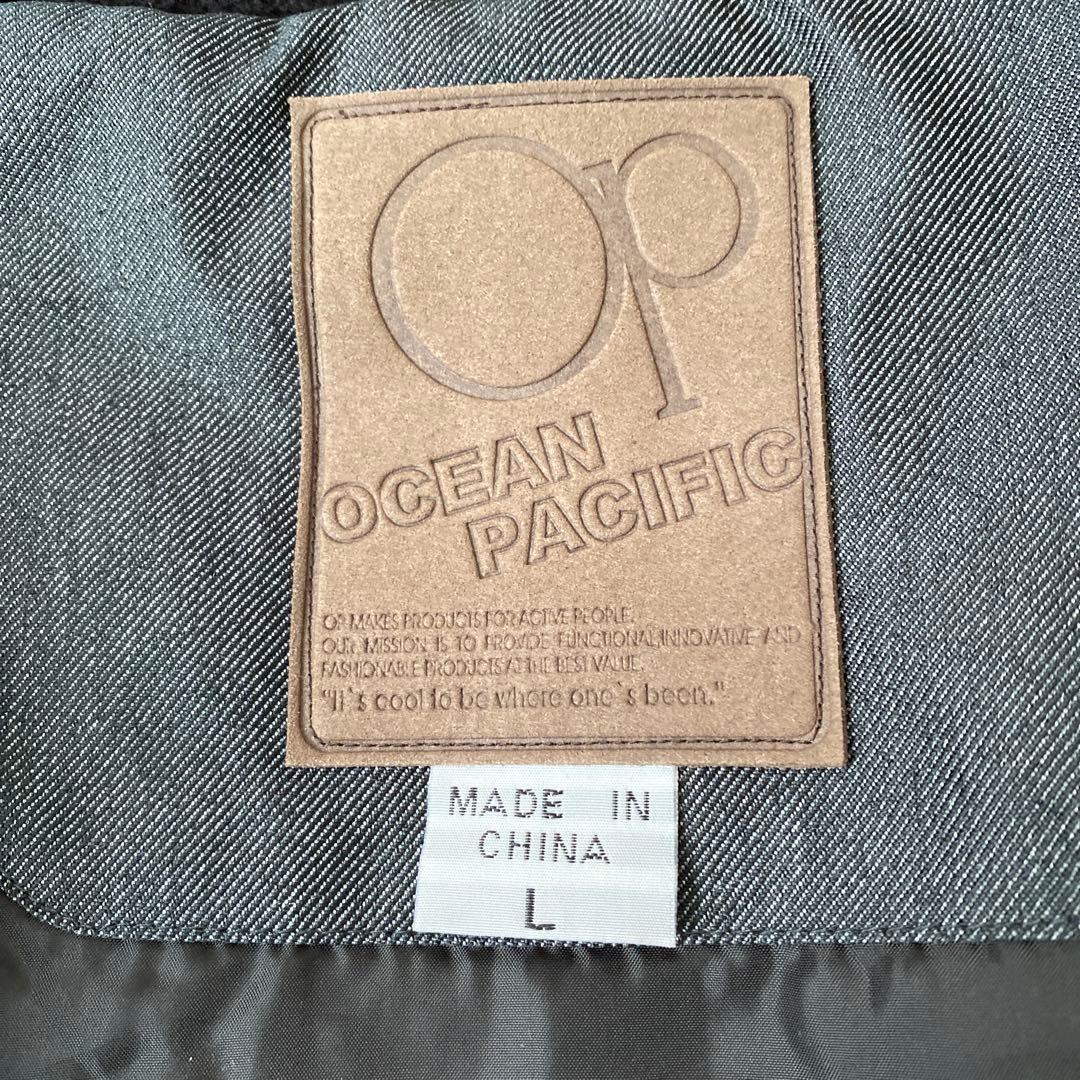 Op
OCEAN
PACIFIC
OP MAKES PRODUCTS FOR ACTIVE PEOPLE.
OUR MISSION IS TO PROVIDE FUNCTIONAL,INNOVATIVE AND
FASHIONABLE PRODUCTS AT THE BEST VALUE.
"It`s cool to be where one`s been."
MADE IN
CHINA
L